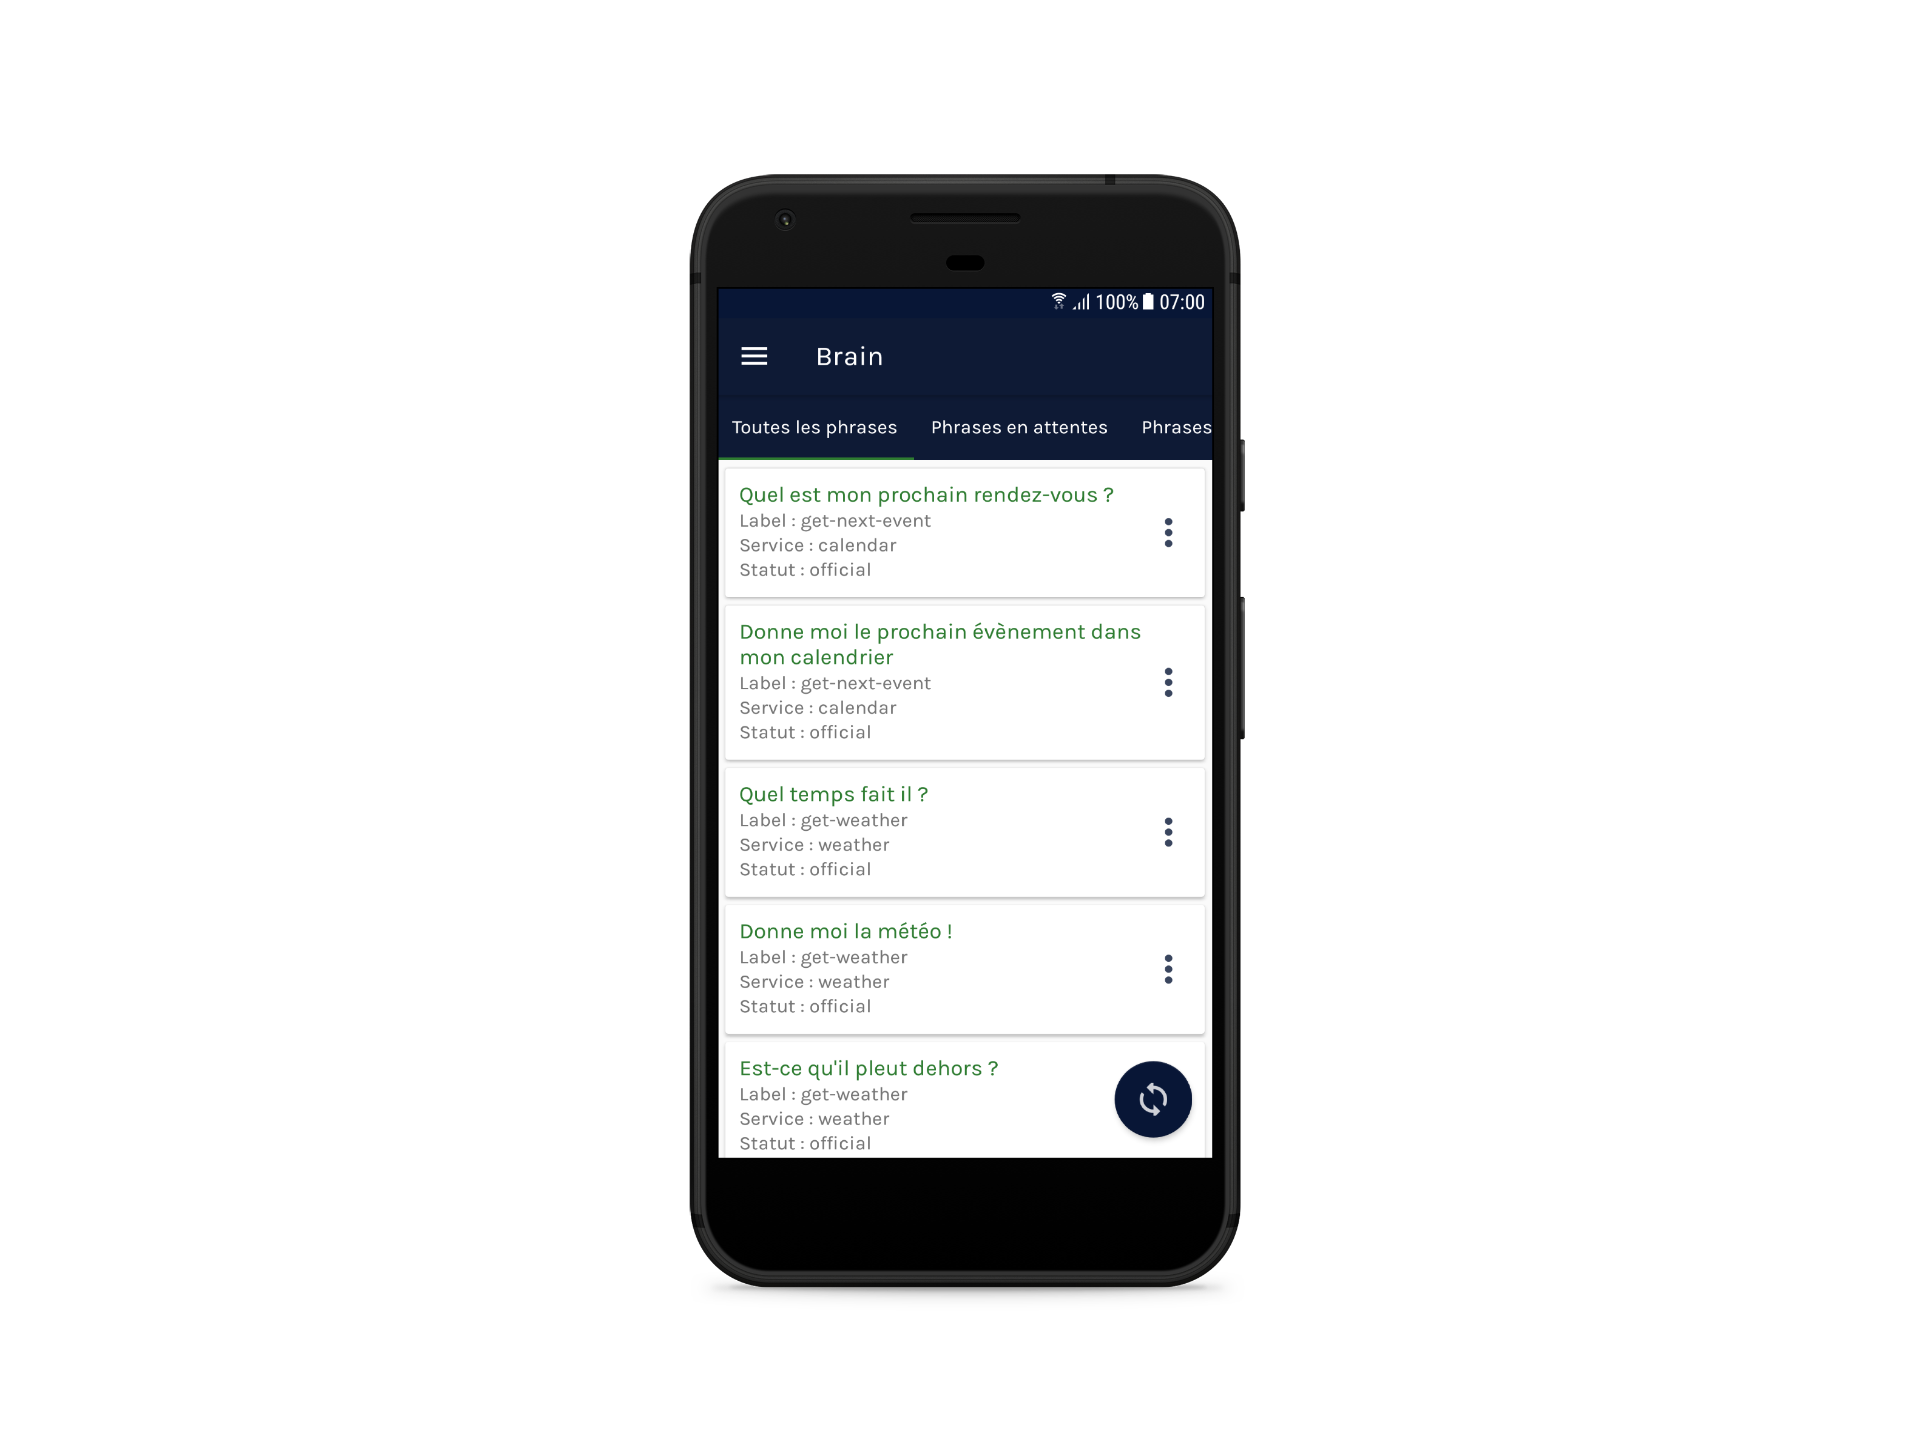 100% 07:00
Brain
Toutes les phrases Phrases en attentes Phrases
Quel est mon prochain rendez-vous ?
Label : get-next-event
Service : calendar
Statut : official
Donne moi le prochain évènement dans
mon calendrier
Label : get-next-event
Service : calendar
Statut : official
Quel temps fait il ?
Label : get-weather
Service : weather
Statut : official
Donne moi la météo !
Label : get-weather
Service : weather
Statut : official
Est-ce qu'il pleut dehors ?
Label : get-weather
Service : weather
Statut : official